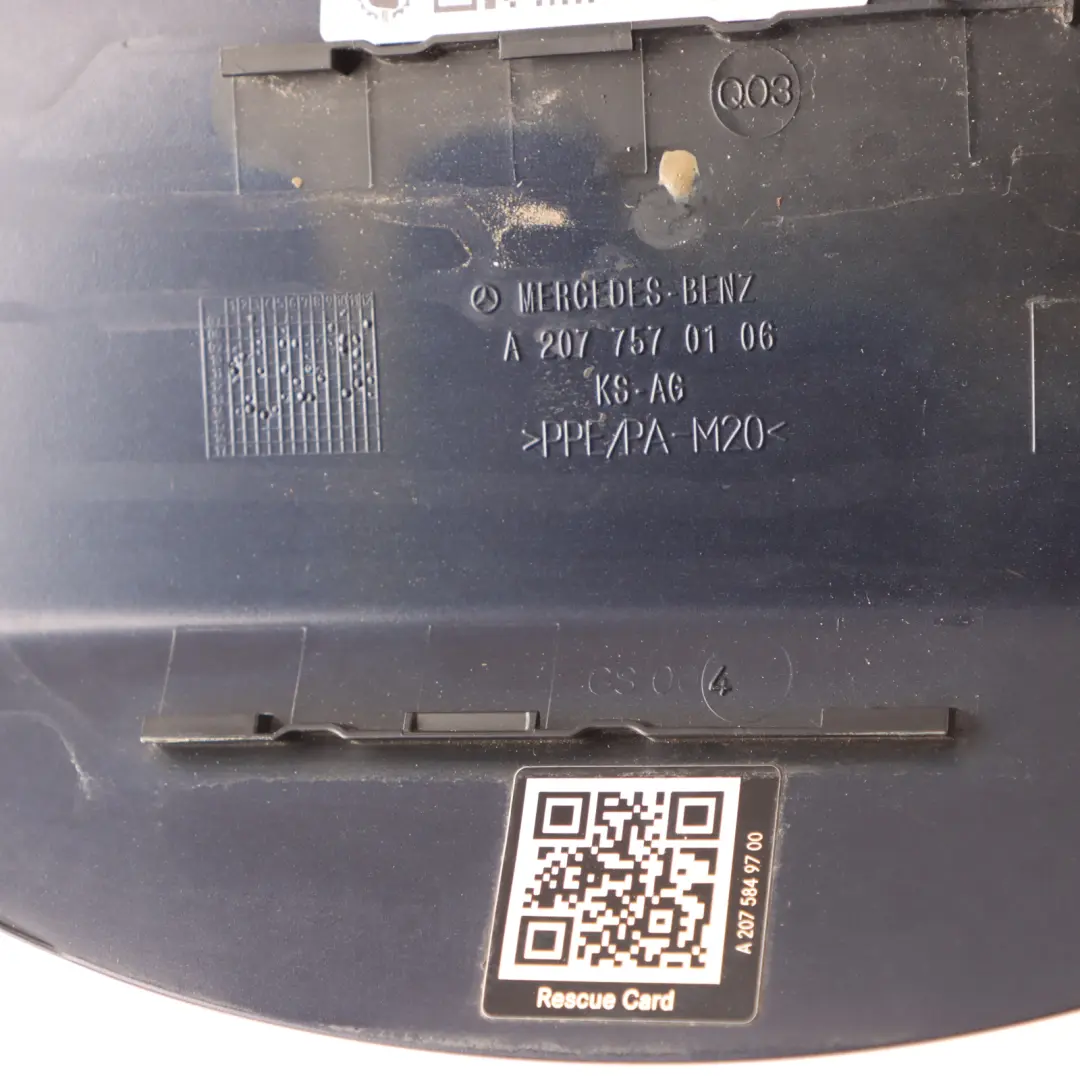 Q03
MERCEDES-BENZ
A 207 757 01 06
KS-AG
>PPE/PA-M20<
4
A 207 584 97 00
Rescue Card